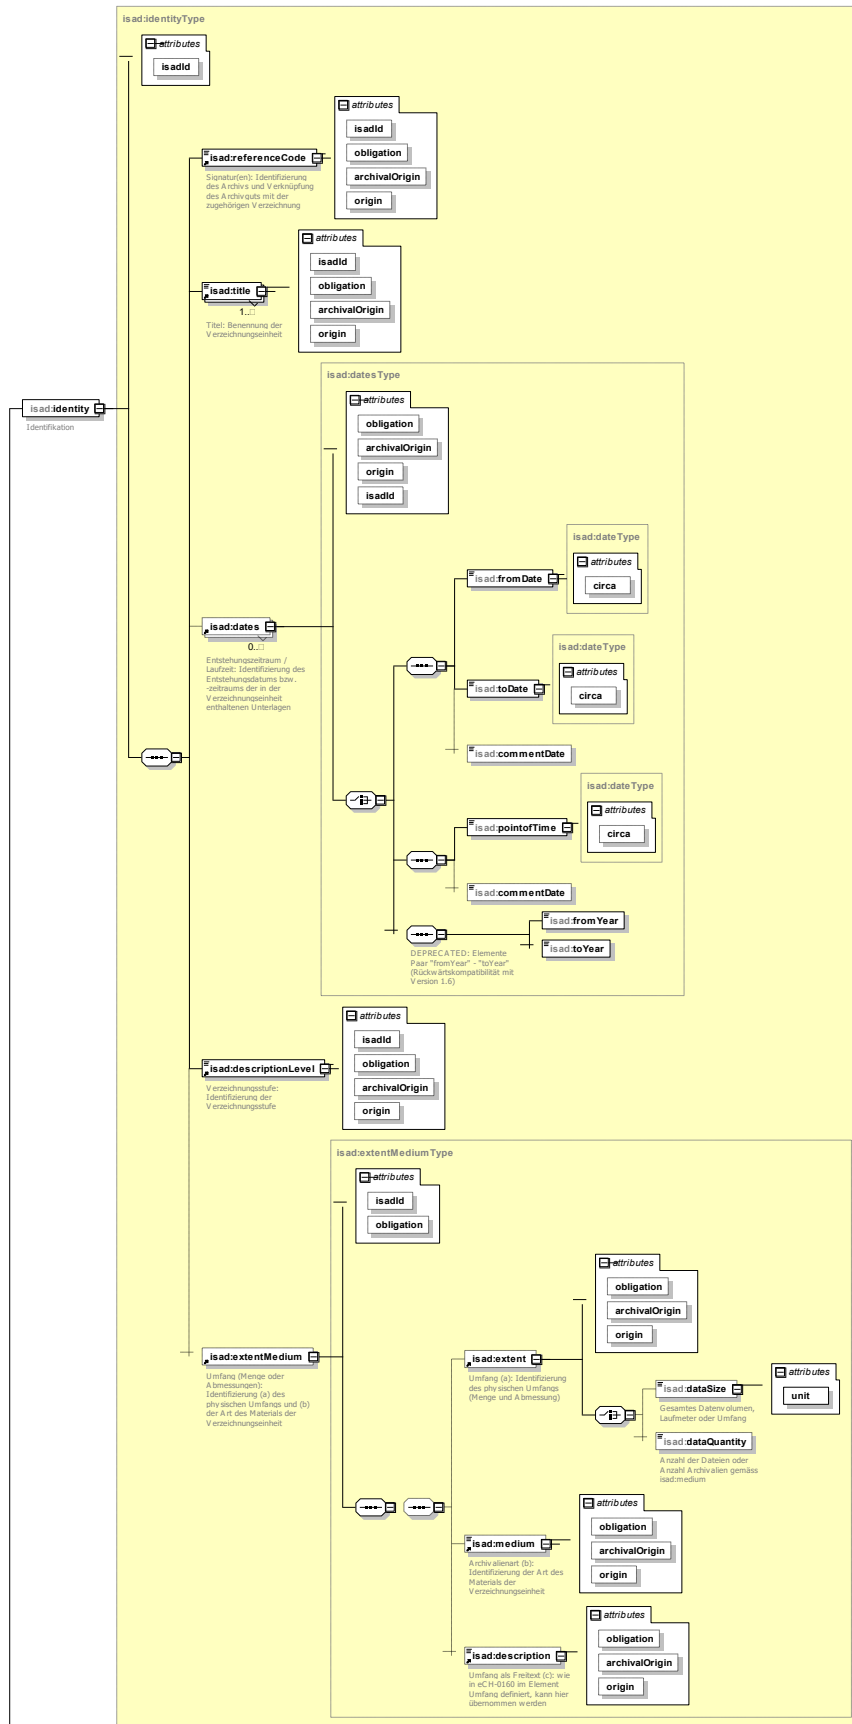 isad:identityType
attributes
isadId
attributes
isadId
obligation
archivalOrigin
origin
isad:referenceCode
Signatur(en): Identifizierung
des Archivs und Verknüpfung
des Archivguts mit der
zugehörigen Verzeichnung
attributes
isadId
obligation
archivalOrigin
origin
isad:title
1..□
Titel: Benennung der
Verzeichnungseinheit
isad:identity
Identifikation
isad:datesType
attributes
obligation
archivalOrigin
origin
isadId
isad:dateType
attributes
circa
isad:fromDate
isad:dates
0..□
Entstehungszeitraum /
Laufzeit: Identifizierung des
Entstehungsdatums bzw.
-zeitraums der in der
Verzeichnungseinheit
enthaltenen Unterlagen
isad:dateType
attributes
circa
isad:toDate
isad:commentDate
isad:dateType
attributes
circa
isad:pointofTime
isad:commentDate
isad:fromYear
isad:toYear
DEPRECATED: Elemente
Paar "fromYear" - "toYear"
(Rückwärtskompatibilität mit
Version 1.6)
attributes
isadId
obligation
archivalOrigin
origin
isad:descriptionLevel
Verzeichnungsstufe:
Identifizierung der
Verzeichnungsstufe
isad:extentMediumType
attributes
isadId
obligation
isad:extentMedium
Umfang (Menge oder
Abmessungen):
Identifizierung (a) des
physischen Umfangs und (b)
der Art des Materials der
Verzeichnungseinheit
attributes
obligation
archivalOrigin
origin
isad:extent
Umfang (a): Identifizierung
des physischen Umfangs
(Menge und Abmessung)
attributes
unit
isad:dataSize
Gesamtes Datenvolumen,
Laufmeter oder Umfang
isad:dataQuantity
Anzahl der Dateien oder
Anzahl Archivalien gemäss
isad:medium
attributes
obligation
archivalOrigin
origin
isad:medium
Archivalienart (b):
Identifizierung der Art des
Materials der
Verzeichnungseinheit
attributes
obligation
archivalOrigin
origin
isad:description
Umfang als Freitext (c): wie
in eCH-0160 im Element
Umfang definiert, kann hier
übernommen werden